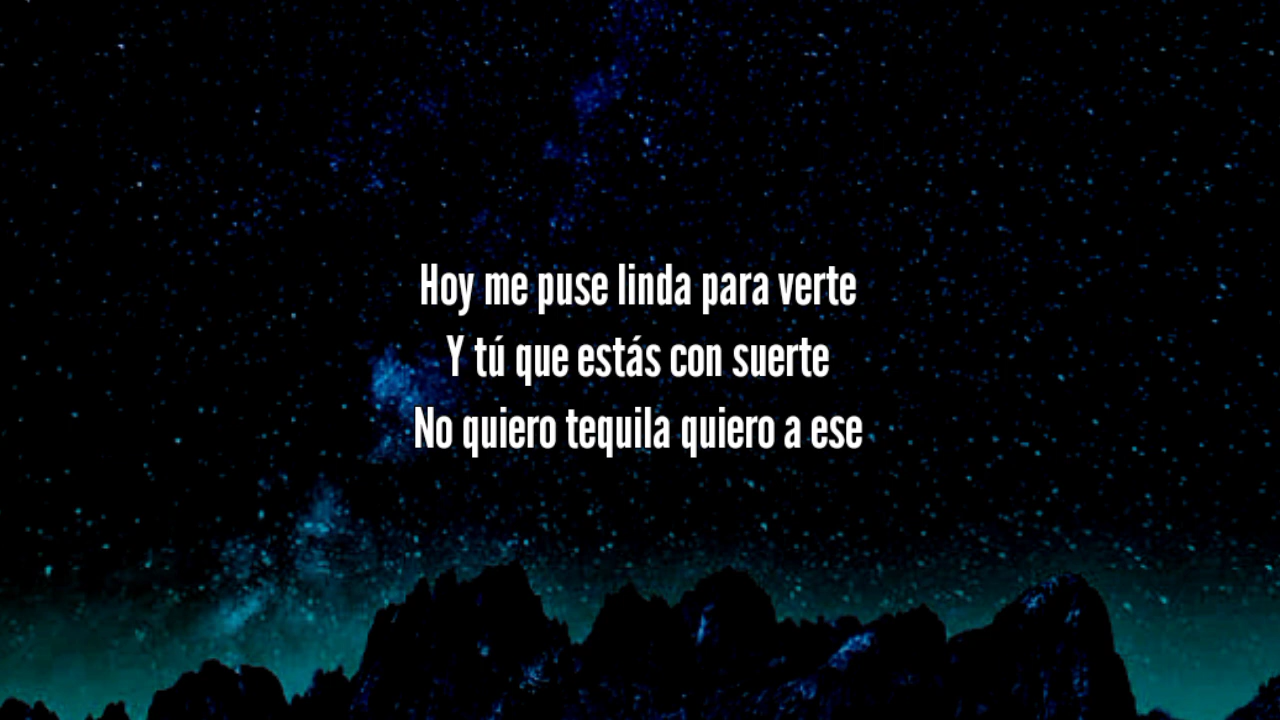 Hoy me puse linda para verte
Y tú que estás con suerte
No quiero tequila quiero a ese